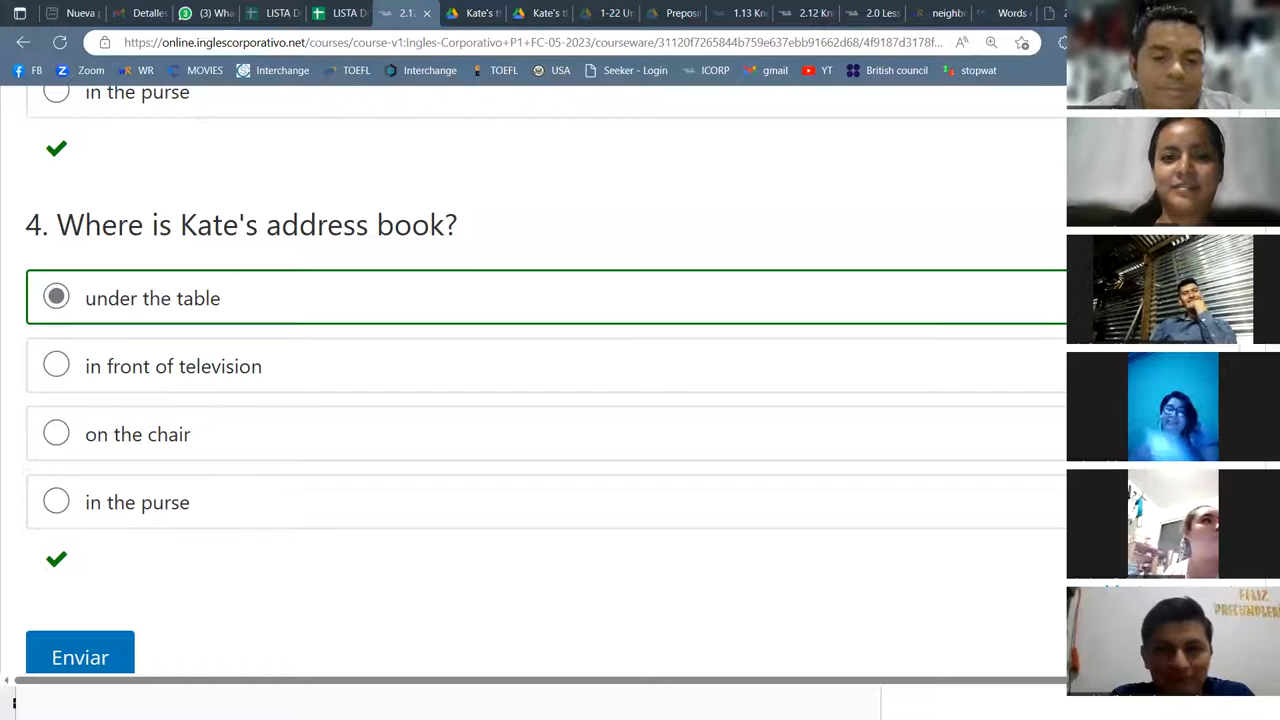 Nueva
Detalles
(3) Wha
LISTA D
LISTA D
2.1
Kate's t
Kate's t
1-22 Un
Preposi
1.13 Kn
2.12 Kn
2.0 Less
neighb
Words
https://online.inglescorporativo.net/courses/course-v1:Ingles-Corporativo+P1+FC-05-2023/courseware/31120f7265844b759e637ebb91662d68/4f9187d3178f...
FB
Zoom
WR
MOVIES
Interchange
TOEFL
Interchange
TOEFL
USA
Seeker - Login
ICORP
gmail
YT
British council
stopwat
in the purse
4. Where is Kate's address book?
under the table
in front of television
on the chair
in the purse
Enviar
FELIZ